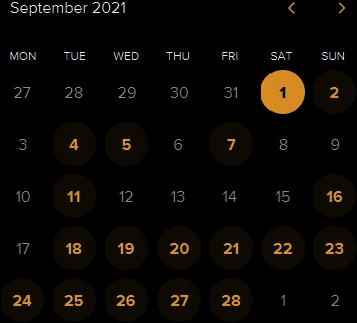 September 2021
MON TUE WED THU FRI SAT SUN
27 28 29 30 31 1 2
3 4 5 6 7 8 9
10 11 12 13 14 15 16
17 18 19 20 21 22 23
24 25 26 27 28 1 2